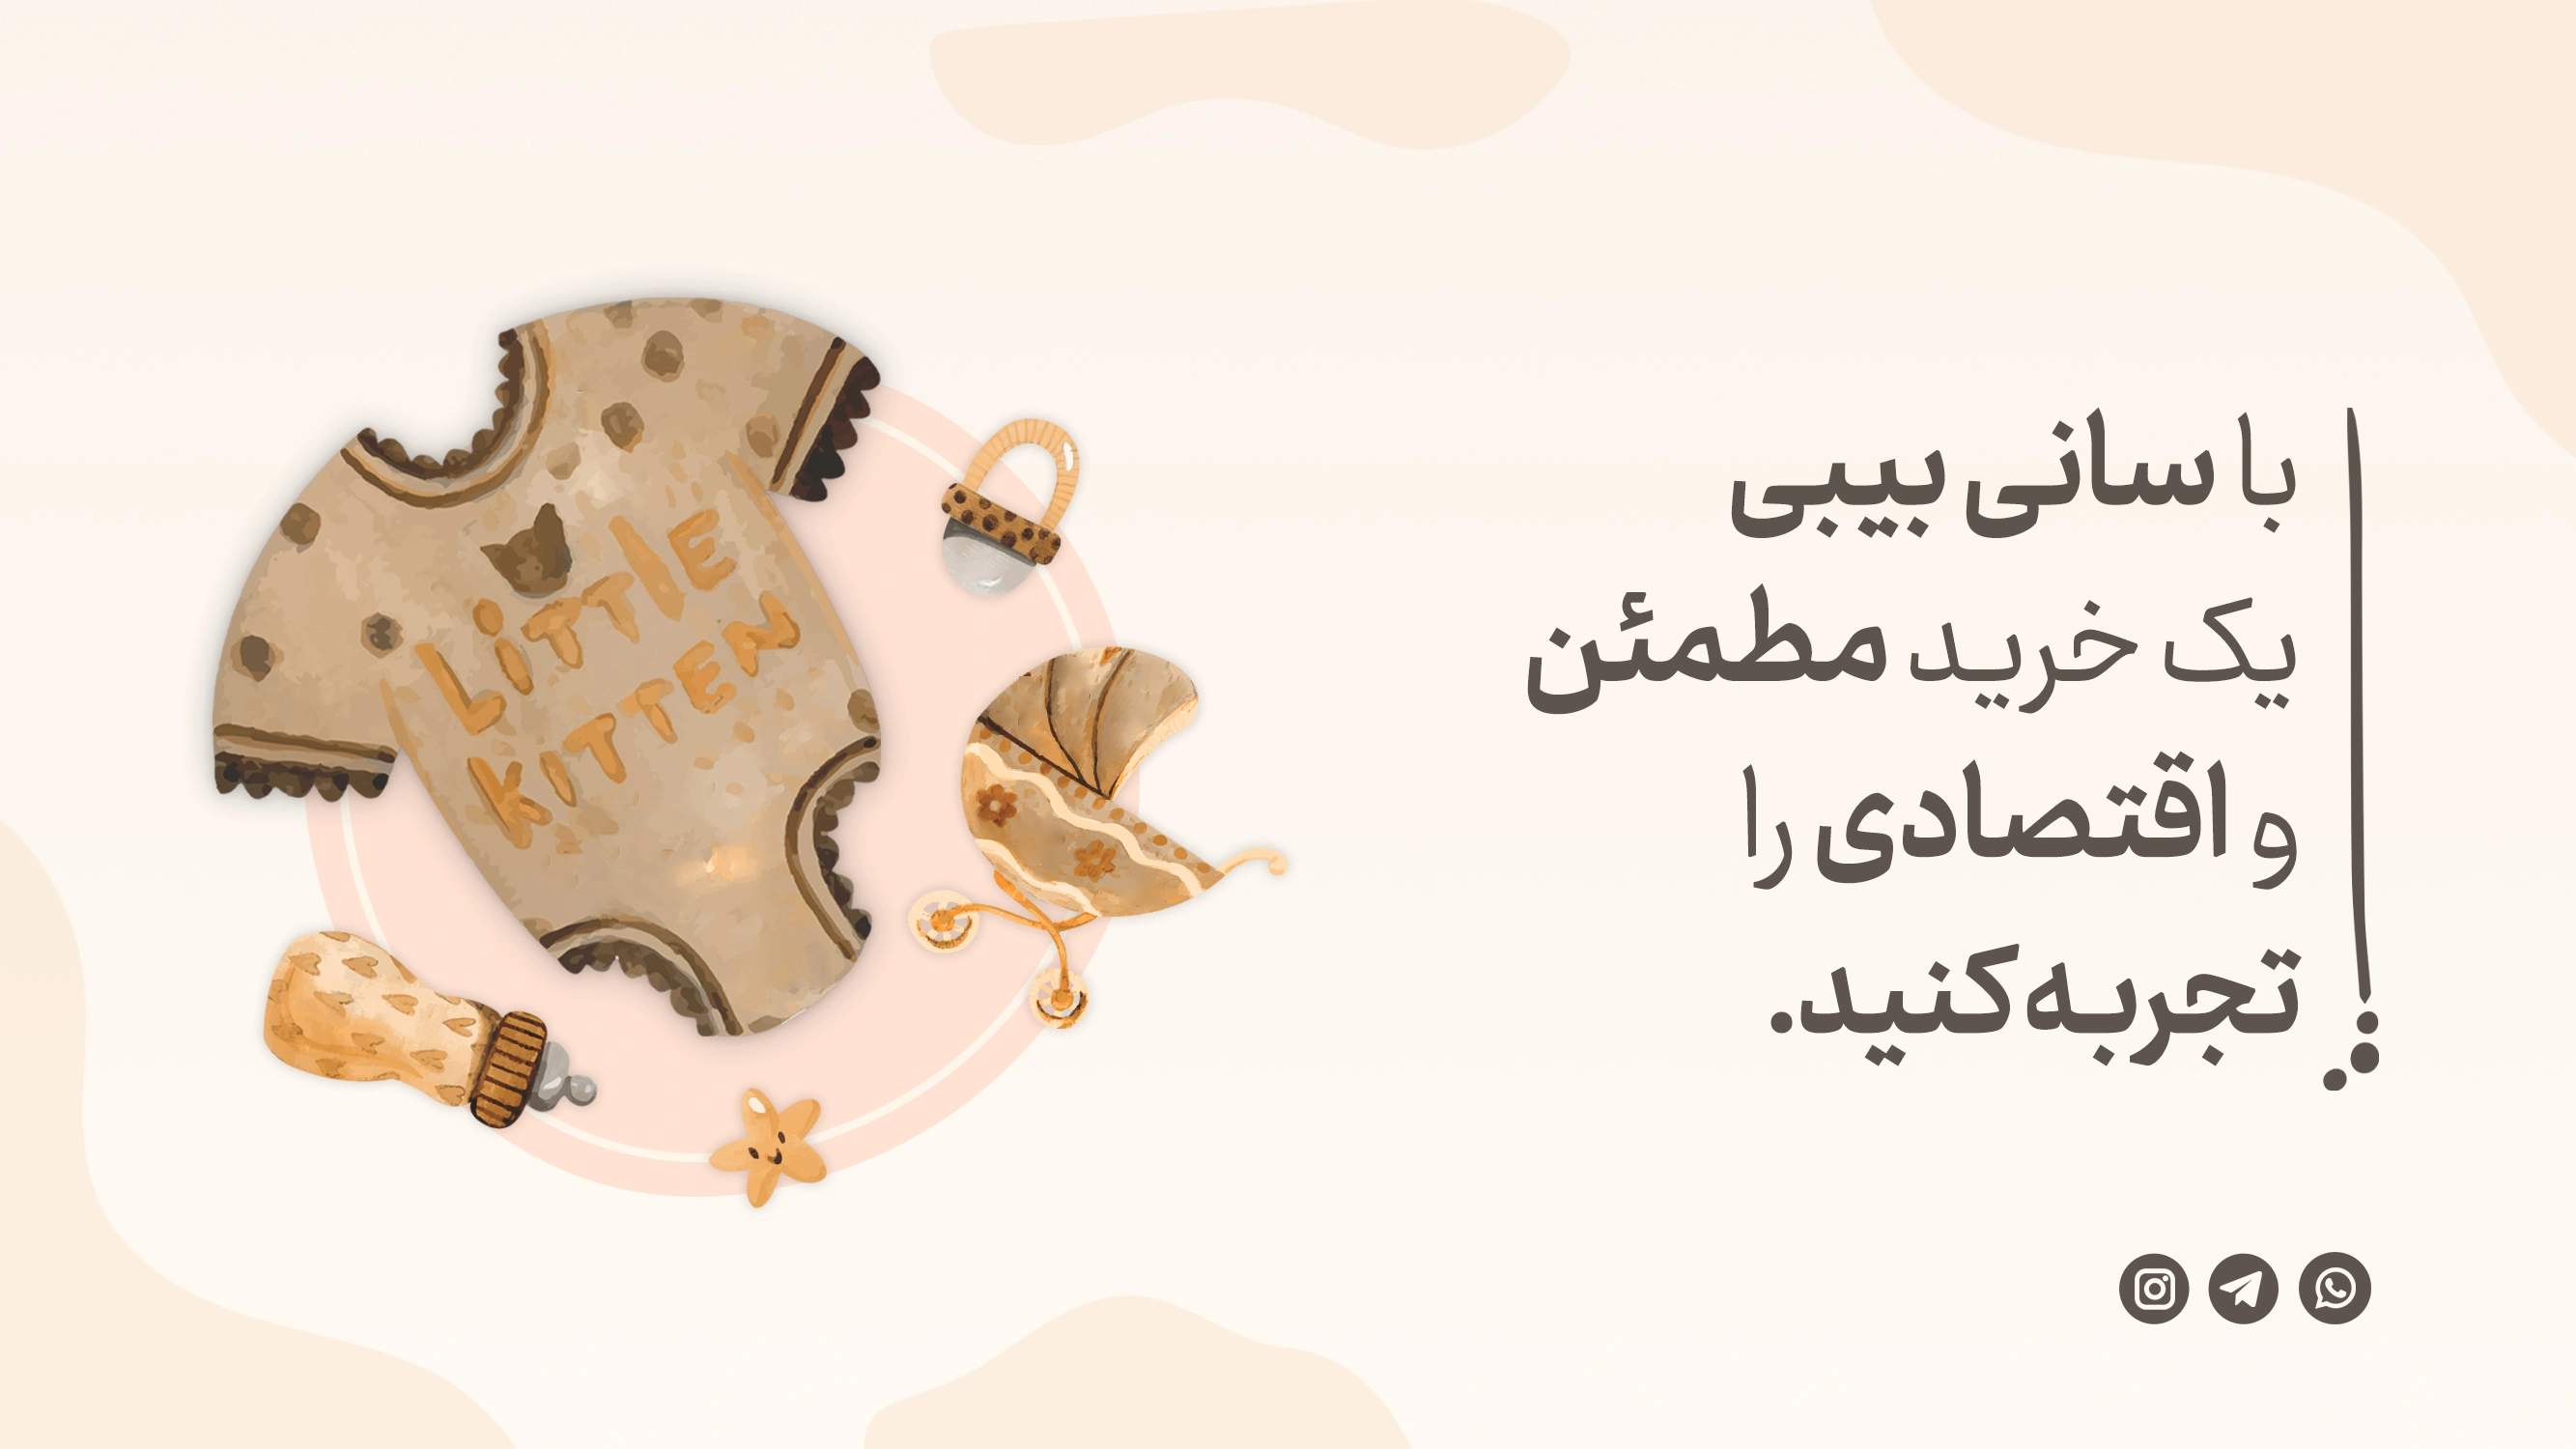 با سانی بیبی
یک خرید مطمئن
و اقتصادی را
تجربه کنید.
LiTTlE
KiTTEN